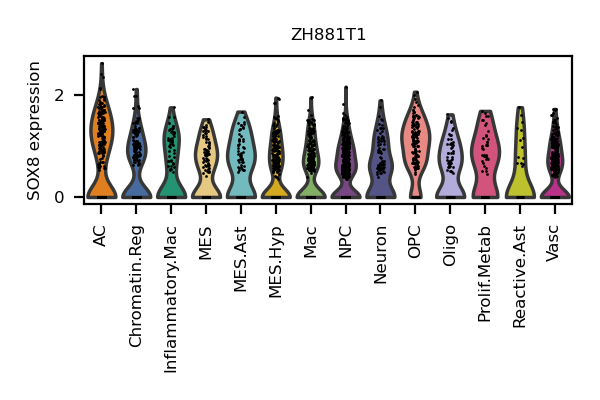 ZH881T1
SOX8 expression
2
0
AC
Chromatin.Reg
Inflammatory.Mac
MES
MES.Ast
MES.Hyp
Mac
NPC
Neuron
OPC
Oligo
Prolif.Metab
Reactive.Ast
Vasc